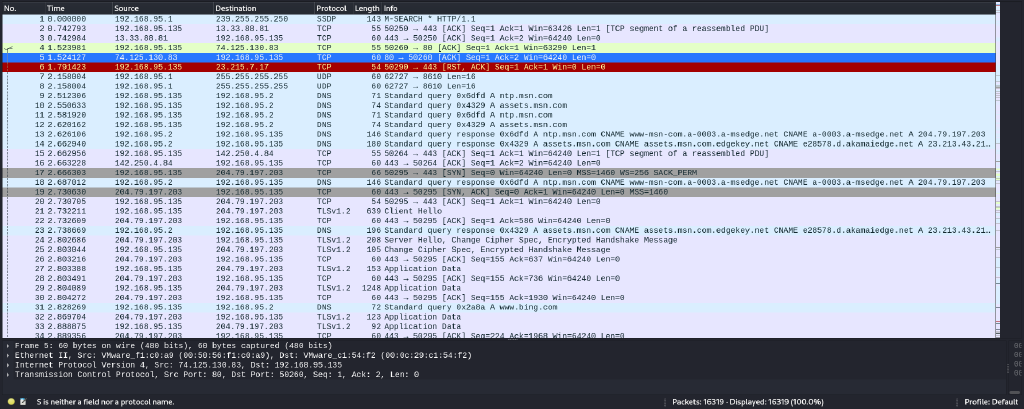 No. Time Source Destination Protocol Length Info
1 0.000000 192.168.95.1 239.255.255.250 SSDP 143 M-SEARCH * HTTP/1.1
2 0.742793 192.168.95.135 13.33.88.81 TCP 55 50250 → 443 [ACK] Seq=1 Ack=1 Win=63426 Len=1 [TCP segment of a reassembled PDU]
3 0.742984 13.33.88.81 192.168.95.135 TCP 60 443 → 50250 [ACK] Seq=1 Ack=2 Win=64240 Len=0
4 1.523981 192.168.95.135 74.125.130.83 TCP 55 50260 → 80 [ACK] Seq=1 Ack=1 Win=63290 Len=1
5 1.524127 74.125.130.83 192.168.95.135 TCP 60 80 → 50260 [ACK] Seq=1 Ack=2 Win=64240 Len=0
6 1.791423 192.168.95.135 23.215.7.17 TCP 54 50290 → 443 [RST, ACK] Seq=1 Ack=1 Win=0 Len=0
7 2.158004 192.168.95.1 255.255.255.255 UDP 60 62727 → 8610 Len=16
8 2.158004 192.168.95.1 255.255.255.255 UDP 60 62727 → 8610 Len=16
9 2.512306 192.168.95.135 192.168.95.2 DNS 71 Standard query 0x6dfd A ntp.msn.com
10 2.550633 192.168.95.135 192.168.95.2 DNS 74 Standard query 0x4329 A assets.msn.com
11 2.581920 192.168.95.135 192.168.95.2 DNS 71 Standard query 0x6dfd A ntp.msn.com
12 2.620162 192.168.95.135 192.168.95.2 DNS 74 Standard query 0x4329 A assets.msn.com
13 2.626106 192.168.95.2 192.168.95.135 DNS 146 Standard query response 0x6dfd A ntp.msn.com CNAME www-msn-com.a-0003.a-msedge.net CNAME a-0003.a-msedge.net A 204.79.197.203
14 2.662940 192.168.95.2 192.168.95.135 DNS 180 Standard query response 0x4329 A assets.msn.com CNAME assets.msn.com.edgekey.net CNAME e28578.d.akamaiedge.net A 23.213.43.21…
15 2.662956 192.168.95.135 142.250.4.84 TCP 55 50264 → 443 [ACK] Seq=1 Ack=1 Win=64240 Len=1 [TCP segment of a reassembled PDU]
16 2.663228 142.250.4.84 192.168.95.135 TCP 60 443 → 50264 [ACK] Seq=1 Ack=2 Win=64240 Len=0
17 2.666303 192.168.95.135 204.79.197.203 TCP 66 50295 → 443 [SYN] Seq=0 Win=64240 Len=0 MSS=1460 WS=256 SACK_PERM
18 2.687012 192.168.95.2 192.168.95.135 DNS 146 Standard query response 0x6dfd A ntp.msn.com CNAME www-msn-com.a-0003.a-msedge.net CNAME a-0003.a-msedge.net A 204.79.197.203
19 2.730630 204.79.197.203 192.168.95.135 TCP 60 443 → 50295 [SYN, ACK] Seq=0 Ack=1 Win=64240 Len=0 MSS=1460
20 2.730705 192.168.95.135 204.79.197.203 TCP 54 50295 → 443 [ACK] Seq=1 Ack=1 Win=64240 Len=0
21 2.732211 192.168.95.135 204.79.197.203 TLSv1.2 639 Client Hello
22 2.732609 204.79.197.203 192.168.95.135 TCP 60 443 → 50295 [ACK] Seq=1 Ack=586 Win=64240 Len=0
23 2.738669 192.168.95.2 192.168.95.135 DNS 196 Standard query response 0x4329 A assets.msn.com CNAME assets.msn.com.edgekey.net CNAME e28578.d.akamaiedge.net A 23.213.43.21…
24 2.802686 204.79.197.203 192.168.95.135 TLSv1.2 208 Server Hello, Change Cipher Spec, Encrypted Handshake Message
25 2.803044 192.168.95.135 204.79.197.203 TLSv1.2 105 Change Cipher Spec, Encrypted Handshake Message
26 2.803216 204.79.197.203 192.168.95.135 TCP 60 443 → 50295 [ACK] Seq=155 Ack=637 Win=64240 Len=0
27 2.803388 192.168.95.135 204.79.197.203 TLSv1.2 153 Application Data
28 2.803491 204.79.197.203 192.168.95.135 TCP 60 443 → 50295 [ACK] Seq=155 Ack=736 Win=64240 Len=0
29 2.804089 192.168.95.135 204.79.197.203 TLSv1.2 1248 Application Data
30 2.804272 204.79.197.203 192.168.95.135 TCP 60 443 → 50295 [ACK] Seq=155 Ack=1930 Win=64240 Len=0
31 2.828269 192.168.95.135 192.168.95.2 DNS 72 Standard query 0x2a8a A www.bing.com
32 2.869704 204.79.197.203 192.168.95.135 TLSv1.2 123 Application Data
33 2.888875 192.168.95.135 204.79.197.203 TLSv1.2 92 Application Data
34 2.889356 204.79.197.203 192.168.95.135 TCP 60 443 → 50295 [ACK] Seq=224 Ack=1968 Win=64240 Len=0
Frame 5: 60 bytes on wire (480 bits), 60 bytes captured (480 bits)
Ethernet II, Src: VMware_f1:c0:a9 (00:50:56:f1:c0:a9), Dst: VMware_c1:54:f2 (00:0c:29:c1:54:f2)
Internet Protocol Version 4, Src: 74.125.130.83, Dst: 192.168.95.135
Transmission Control Protocol, Src Port: 80, Dst Port: 50260, Seq: 1, Ack: 2, Len: 0
S is neither a field nor a protocol name. Packets: 16319 · Displayed: 16319 (100.0%) Profile: Default